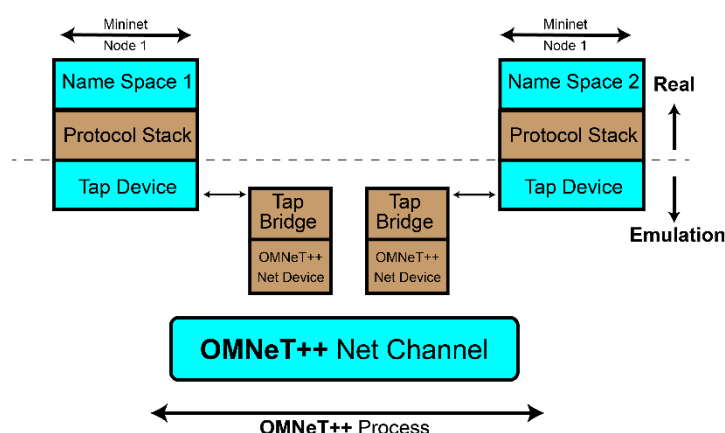 Mininet
Node 1
Name Space 1
Protocol Stack
Tap Device
Mininet
Node 1
Name Space 2
Protocol Stack
Tap Device
Real
Emulation
Tap
Bridge
OMNeT++
Net Device
Tap
Bridge
OMNeT++
Net Device
OMNeT++ Net Channel
OMNeT++ Process